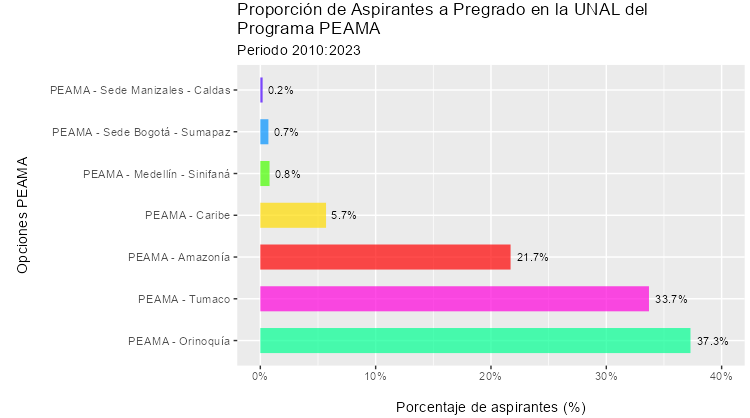 Proporción de Aspirantes a Pregrado en la UNAL del
Programa PEAMA
Periodo 2010:2023
Opciones PEAMA
PEAMA - Sede Manizales - Caldas
0.2%
PEAMA - Sede Bogotá - Sumapaz
0.7%
PEAMA - Medellín - Sinifaná
0.8%
PEAMA - Caribe
5.7%
PEAMA - Amazonía
21.7%
PEAMA - Tumaco
33.7%
PEAMA - Orinoquía
37.3%
0% 10% 20% 30% 40%
Porcentaje de aspirantes (%)